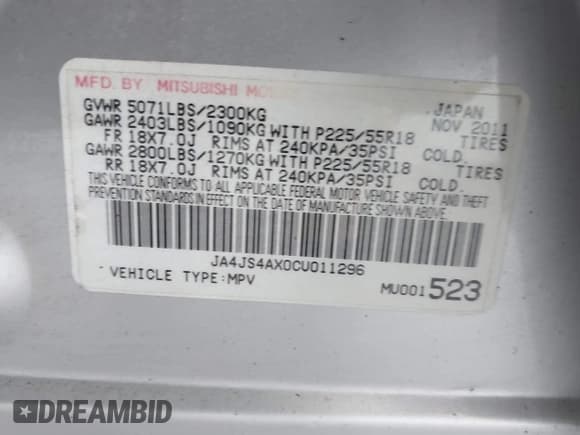 MFD. BY MITSUBISHI MO
GVWR 5071LBS/2300KG JAPAN
GAWR 2403LBS/1090KG WITH P225/55R18 NOV 2011
FR 18X7.0J RIMS AT 240KPA/35PSI COLD. TIRES
GAWR 2800LBS/1270KG WITH P225/55R18
RR 18X7.0J RIMS AT 240KPA/35PSI COLD. TIRES
THIS VEHICLE CONFORMS TO ALL APPLICABLE FEDERAL MOTOR VEHICLE SAFETY AND THEFT
PREVENTION STANDARDS IN EFFECT ON THE DATE OF MANUFACTURE SHOWN ABOVE.
JA4JS4AX0CU011296
VEHICLE TYPE:MPV MU001523
DREAMBID